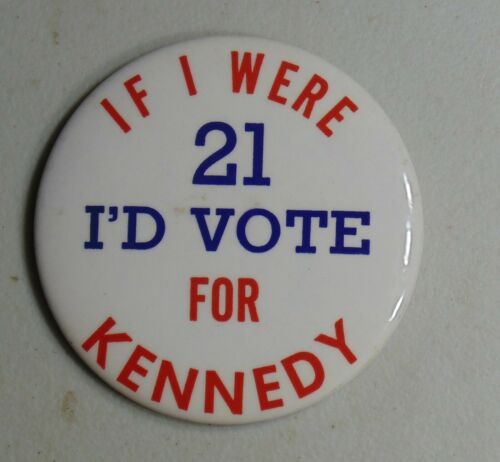 IF I WERE
21
I'D VOTE
FOR
KENNEDY